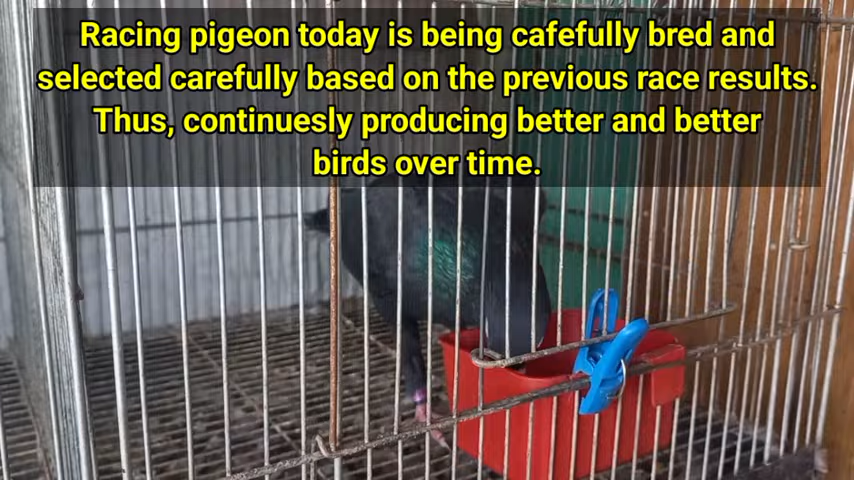 Racing pigeon today is being cafefully bred and
selected carefully based on the previous race results.
Thus, continuesly producing better and better
birds over time.